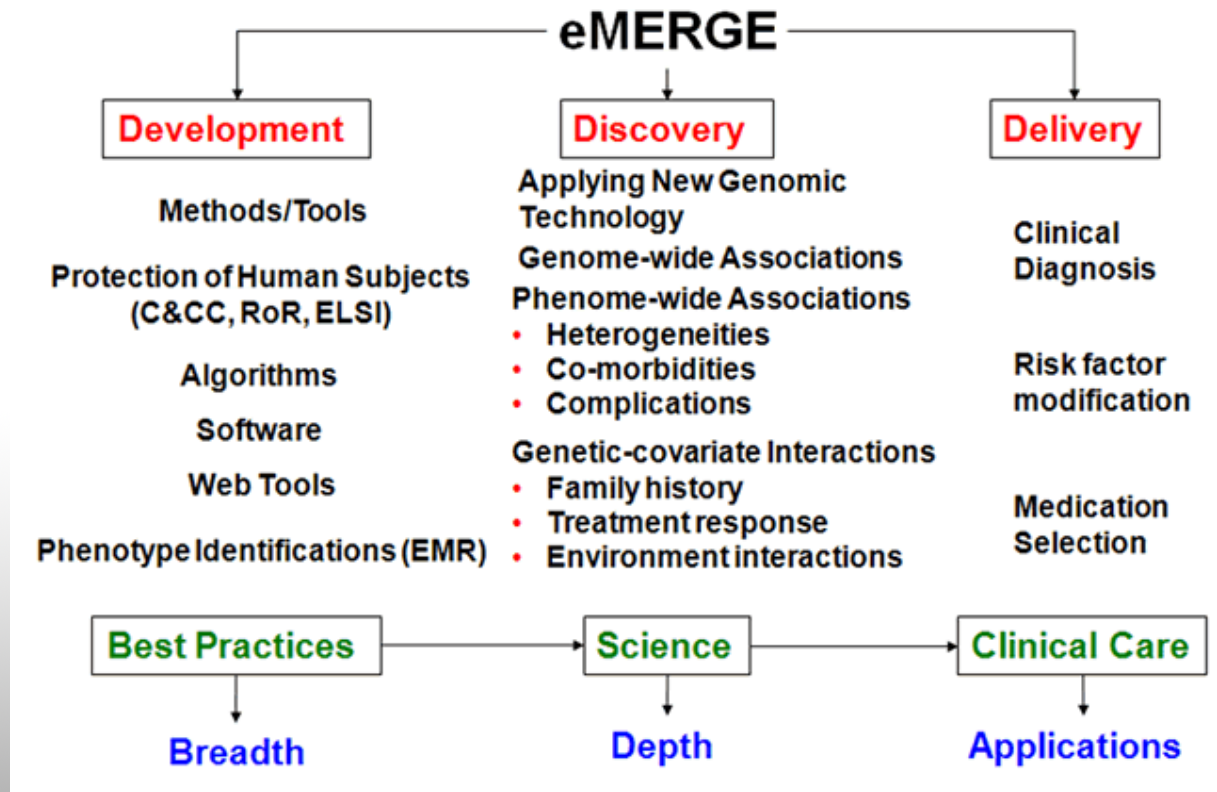 eMERGE
Development
Methods/Tools
Protection of Human Subjects
(C&CC, RoR, ELSI)
Algorithms
Software
Web Tools
Phenotype Identifications (EMR)
Discovery
Applying New Genomic
Technology
Genome-wide Associations
Phenome-wide Associations
• Heterogeneities
• Co-morbidities
• Complications
Genetic-covariate Interactions
• Family history
• Treatment response
• Environment interactions
Delivery
Clinical
Diagnosis
Risk factor
modification
Medication
Selection
Best Practices
Science
Clinical Care
Breadth
Depth
Applications